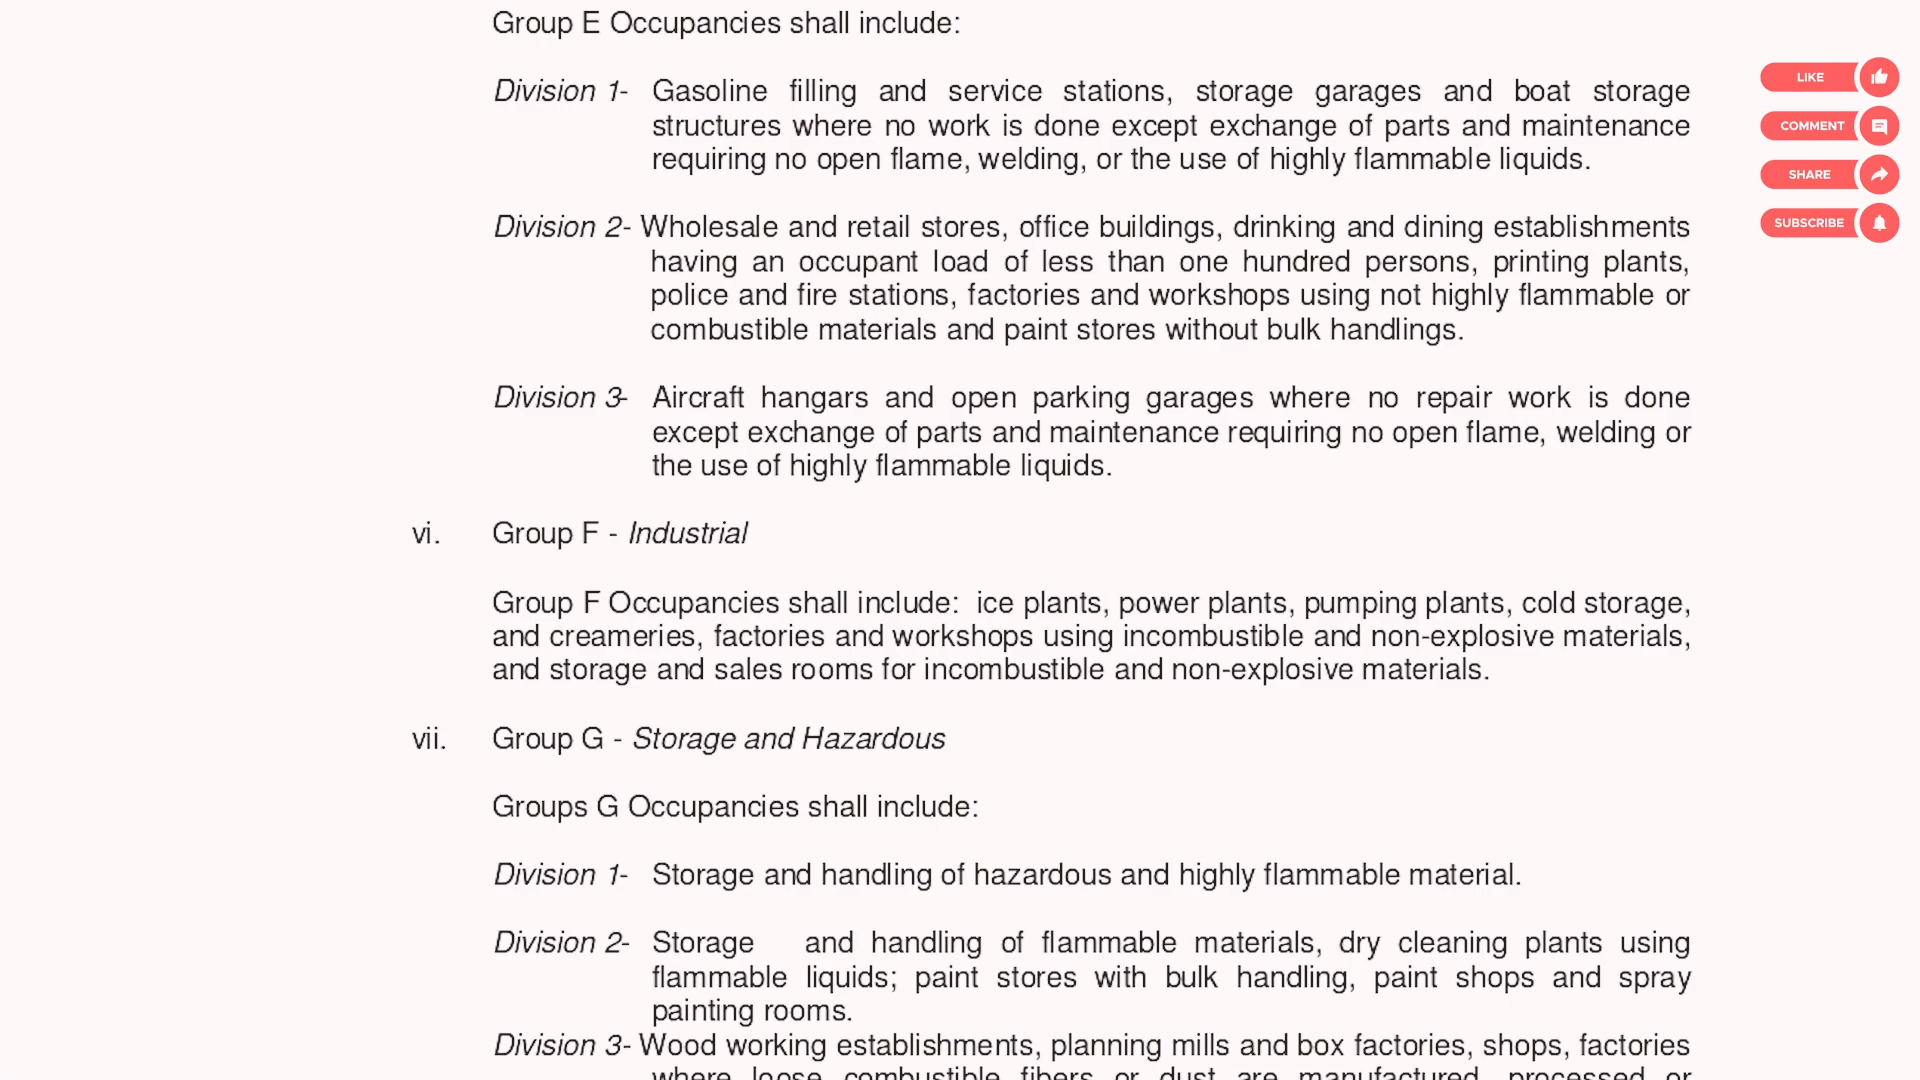 Group E Occupancies shall include:
Division 1- Gasoline filling and service stations, storage garages and boat storage
structures where no work is done except exchange of parts and maintenance
requiring no open flame, welding, or the use of highly flammable liquids.
Division 2- Wholesale and retail stores, office buildings, drinking and dining establishments
having an occupant load of less than one hundred persons, printing plants,
police and fire stations, factories and workshops using not highly flammable or
combustible materials and paint stores without bulk handlings.
Division 3- Aircraft hangars and open parking garages where no repair work is done
except exchange of parts and maintenance requiring no open flame, welding or
the use of highly flammable liquids.
vi. Group F - Industrial
Group F Occupancies shall include: ice plants, power plants, pumping plants, cold storage,
and creameries, factories and workshops using incombustible and non-explosive materials,
and storage and sales rooms for incombustible and non-explosive materials.
vii. Group G - Storage and Hazardous
Groups G Occupancies shall include:
Division 1- Storage and handling of hazardous and highly flammable material.
Division 2- Storage and handling of flammable materials, dry cleaning plants using
flammable liquids; paint stores with bulk handling, paint shops and spray
painting rooms.
Division 3- Wood working establishments, planning mills and box factories, shops, factories
where loose combustible fibers or dust are manufactured, processed or
LIKE
COMMENT
SHARE
SUBSCRIBE